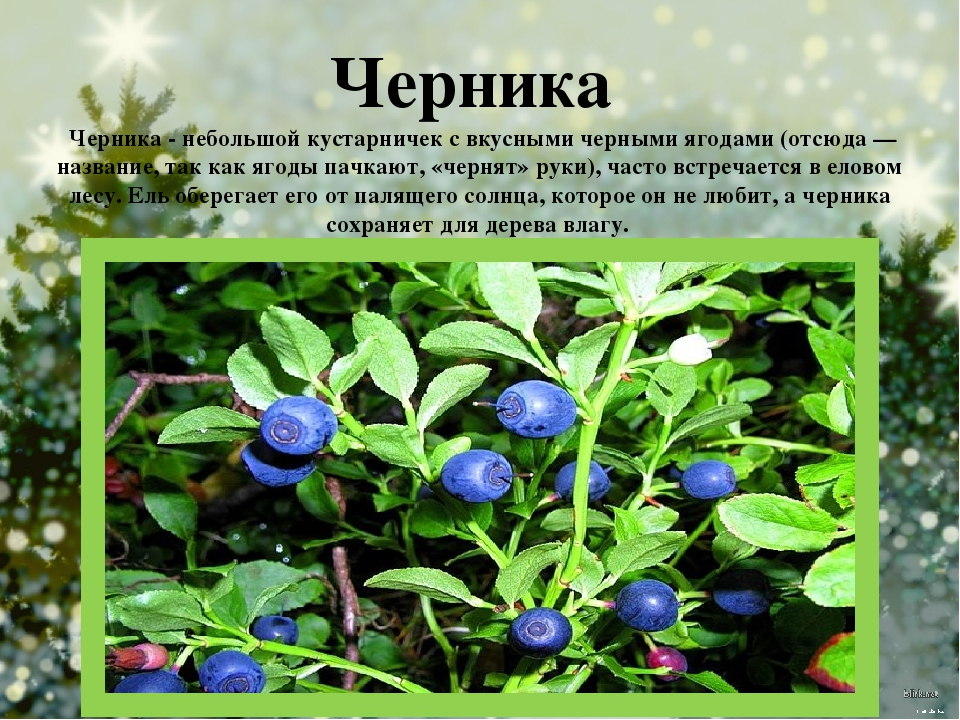 Черника
Черника - небольшой кустарничек с вкусными черными ягодами (отсюда —
название, так как ягоды пачкают, «чернят» руки), часто встречается в еловом
лесу. Ель оберегает его от палящего солнца, которое он не любит, а черника
сохраняет для дерева влагу.